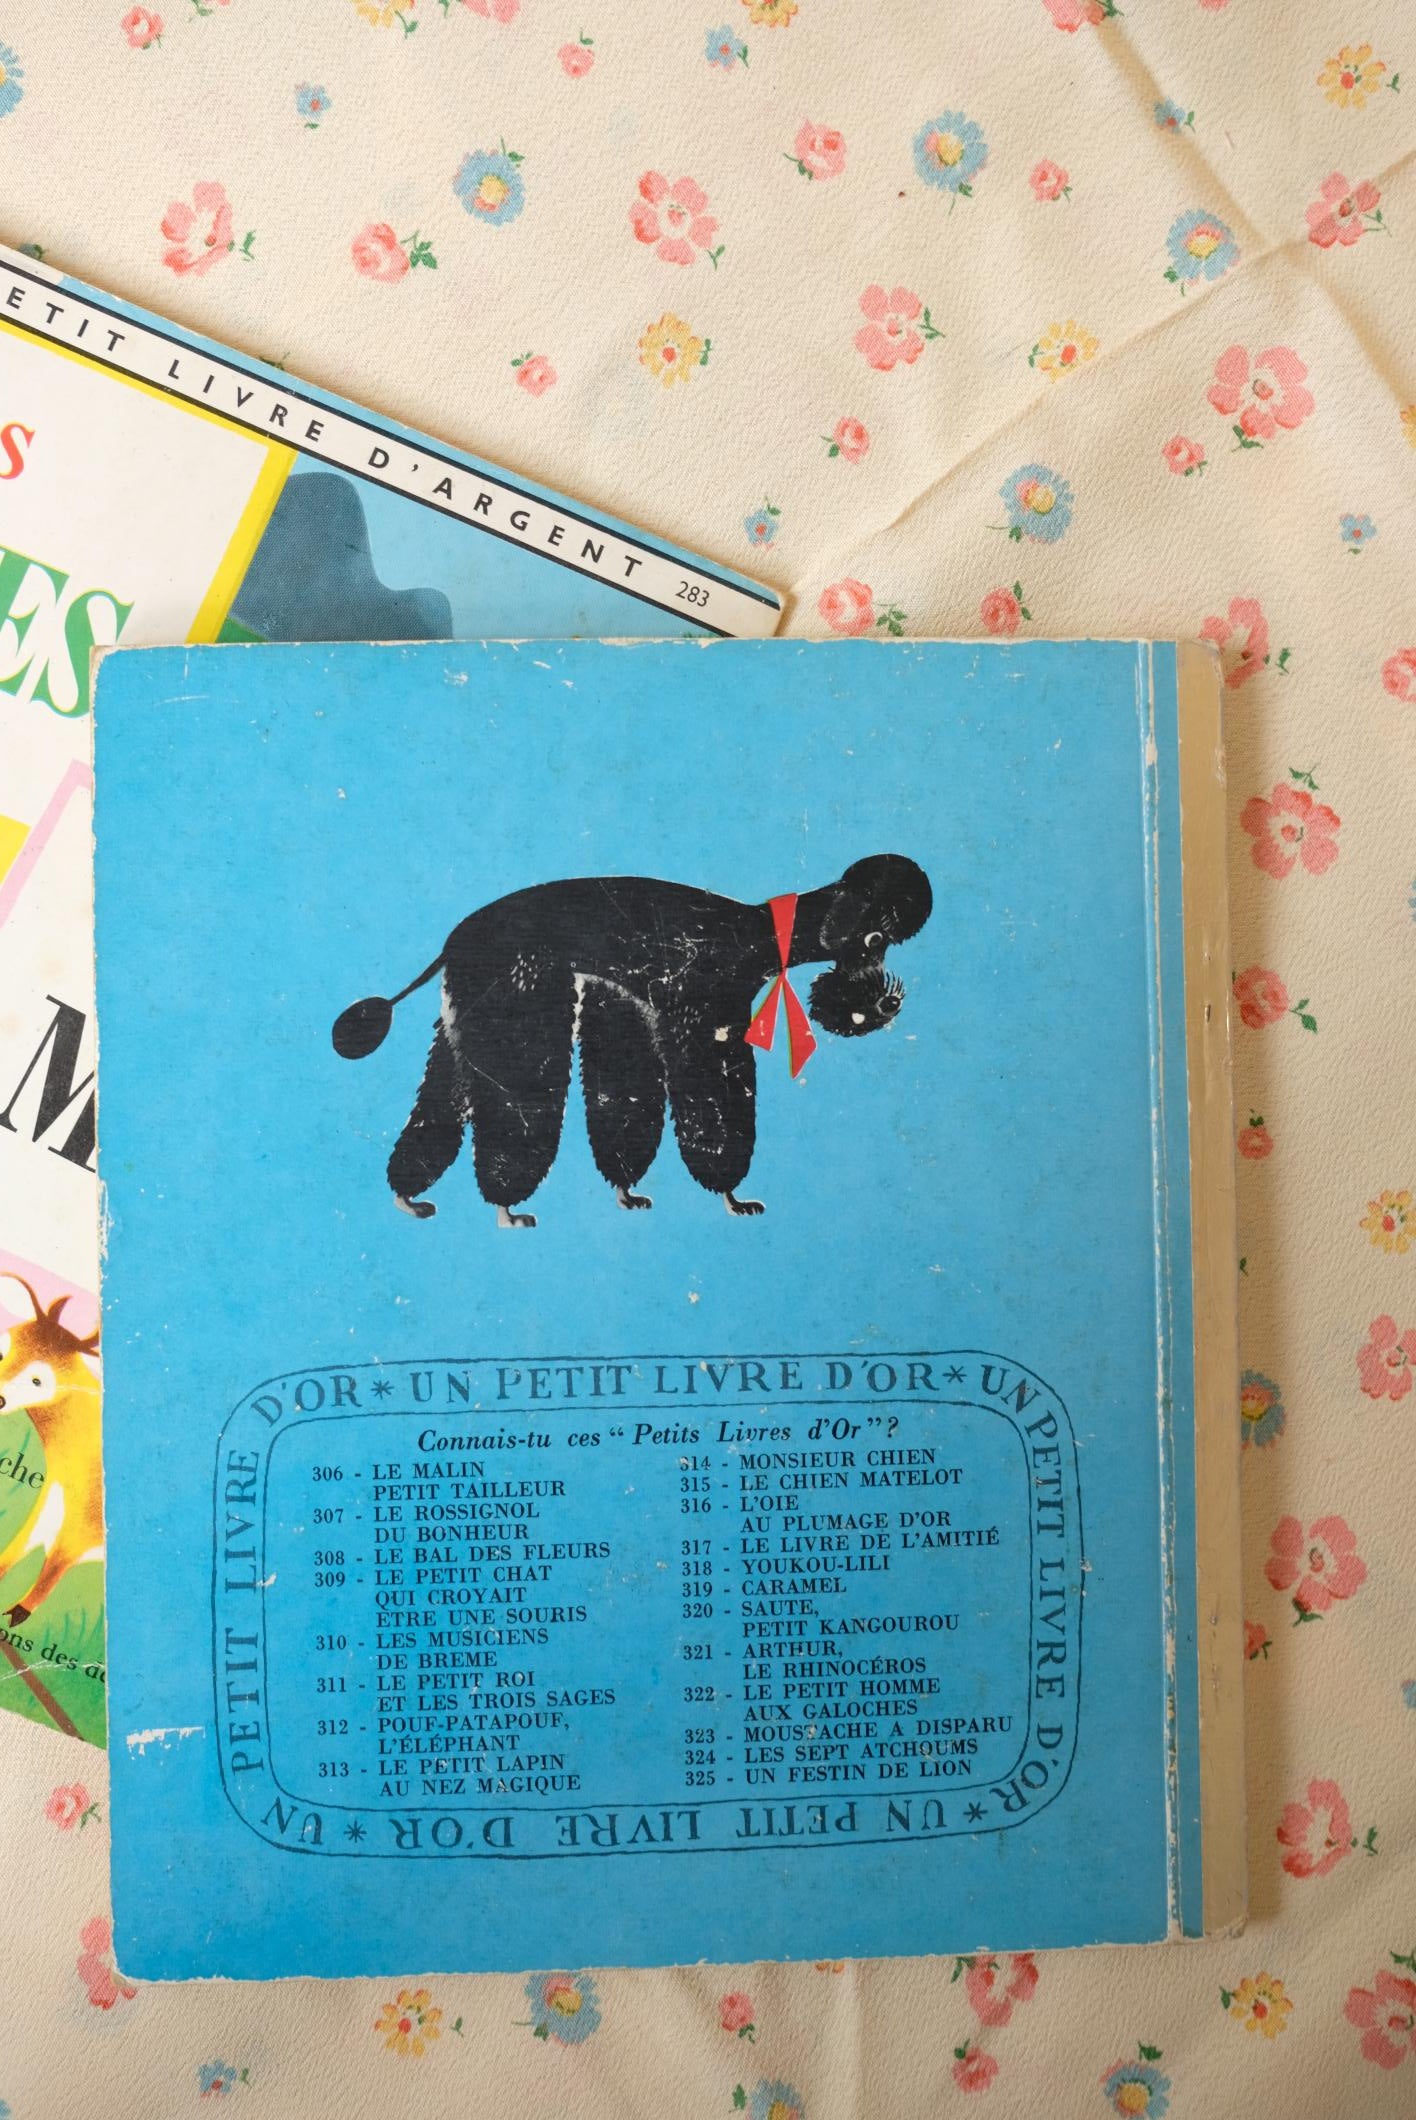 ETIT LIVRE D'ARGENT 283
S
ES
M
che
ons des
D'OR * UN PETIT LIVRE D'OR * UN PETIT LIVRE D'OR * UN PETIT LIVRE D'OR * UN PETIT LIVRE
Connais-tu ces “ Petits Livres d'Or ” ?
306 - LE MALIN
PETIT TAILLEUR
307 - LE ROSSIGNOL
DU BONHEUR
308 - LE BAL DES FLEURS
309 - LE PETIT CHAT
QUI CROYAIT
ETRE UNE SOURIS
310 - LES MUSICIENS
DE BREME
311 - LE PETIT ROI
ET LES TROIS SAGES
312 - POUF-PATAPOUF,
L'ÉLÉPHANT
313 - LE PETIT LAPIN
AU NEZ MAGIQUE
314 - MONSIEUR CHIEN
315 - LE CHIEN MATELOT
316 - L'OIE
AU PLUMAGE D'OR
317 - LE LIVRE DE L'AMITIÉ
318 - YOUKOU-LILI
319 - CARAMEL
320 - SAUTE,
PETIT KANGOUROU
321 - ARTHUR,
LE RHINOCÉROS
322 - LE PETIT HOMME
AUX GALOCHES
323 - MOUSTACHE A DISPARU
324 - LES SEPT ATCHOUMS
325 - UN FESTIN DE LION